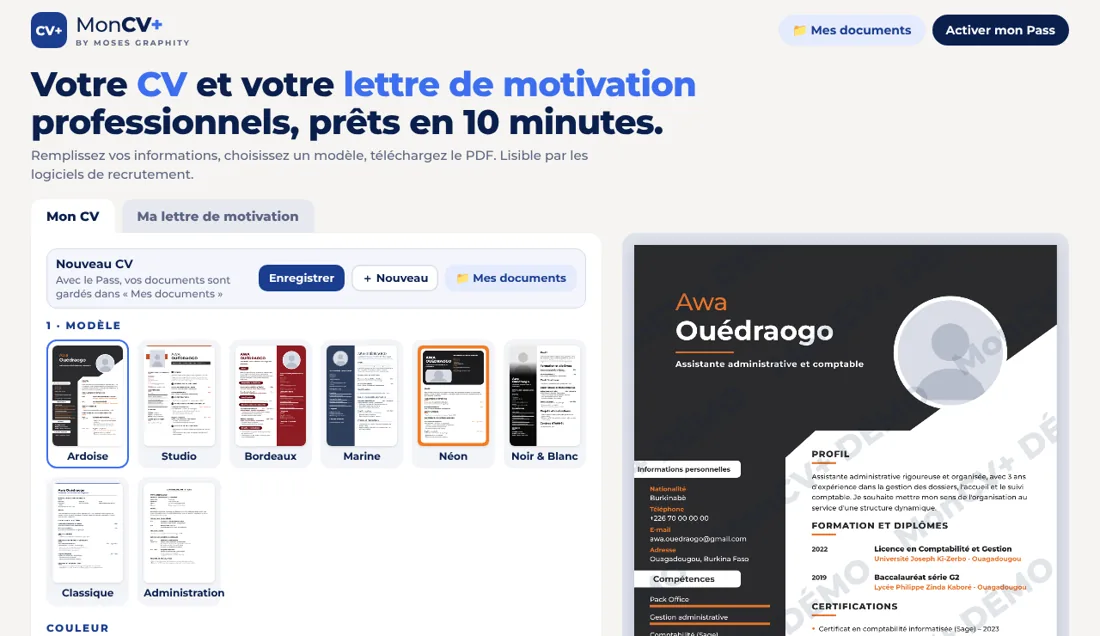 CV+ MonCV+
BY MOSES GRAPHITY
📁 Mes documents
Activer mon Pass
Votre CV et votre lettre de motivation
professionnels, prêts en 10 minutes.
Remplissez vos informations, choisissez un modèle, téléchargez le PDF. Lisible par les
logiciels de recrutement.
Mon CV
Ma lettre de motivation
Nouveau CV
Avec le Pass, vos documents sont
gardés dans « Mes documents »
Enregistrer
+ Nouveau
📁 Mes documents
1 · MODÈLE
Ardoise
Studio
Bordeaux
Marine
Néon
Noir & Blanc
Classique
Administration
COULEUR
Awa
Ouédraogo
Assistante administrative et comptable
Informations personnelles
Nationalité
Burkinabè
Téléphone
+226 70 00 00 00
E-mail
awa.ouedraogo@gmail.com
Adresse
Ouagadougou, Burkina Faso
Compétences
Pack Office
Gestion administrative
Comptabilité (Sage)
PROFIL
Assistante administrative rigoureuse et organisée, avec 3 ans
d'expérience dans la gestion des dossiers, l'accueil et le suivi
comptable. Je souhaite mettre mon sens de l'organisation au
service d'une structure dynamique.
FORMATION ET DIPLÔMES
2022 Licence en Comptabilité et Gestion
Université Joseph Ki-Zerbo - Ouagadougou
2019 Baccalauréat série G2
Lycée Philippe Zinda Kaboré - Ouagadougou
CERTIFICATIONS
• Certificat en comptabilité informatisée (Sage) – 2023